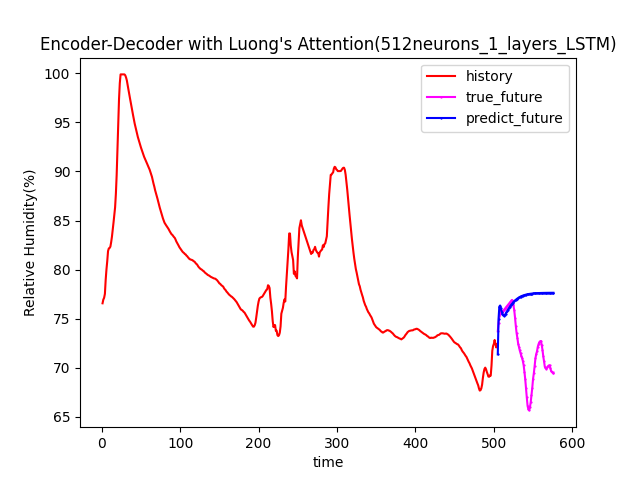 Encoder-Decoder with Luong's Attention(512neurons_1_layers_LSTM)
history
true_future
predict_future
Relative Humidity(%)
100
95
90
85
80
75
70
65
0 100 200 300 400 500 600
time